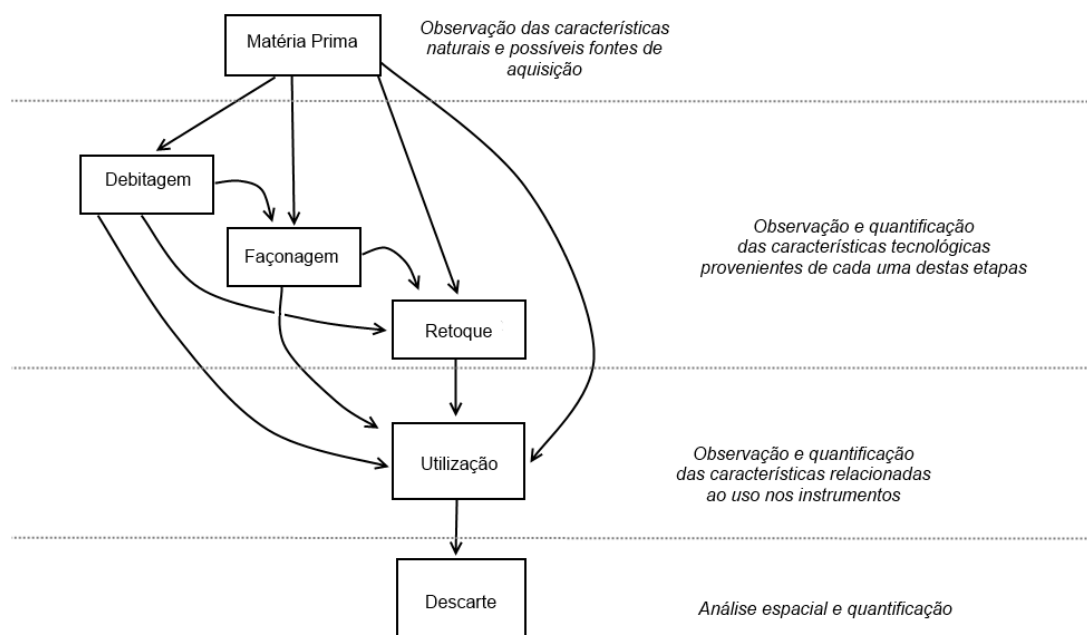 Matéria Prima
Observação das características
naturais e possíveis fontes de
aquisição
Debitagem
Façonagem
Observação e quantificação
das características tecnológicas
provenientes de cada uma destas etapas
Retoque
Utilização
Observação e quantificação
das características relacionadas
ao uso nos instrumentos
Descarte
Análise espacial e quantificação